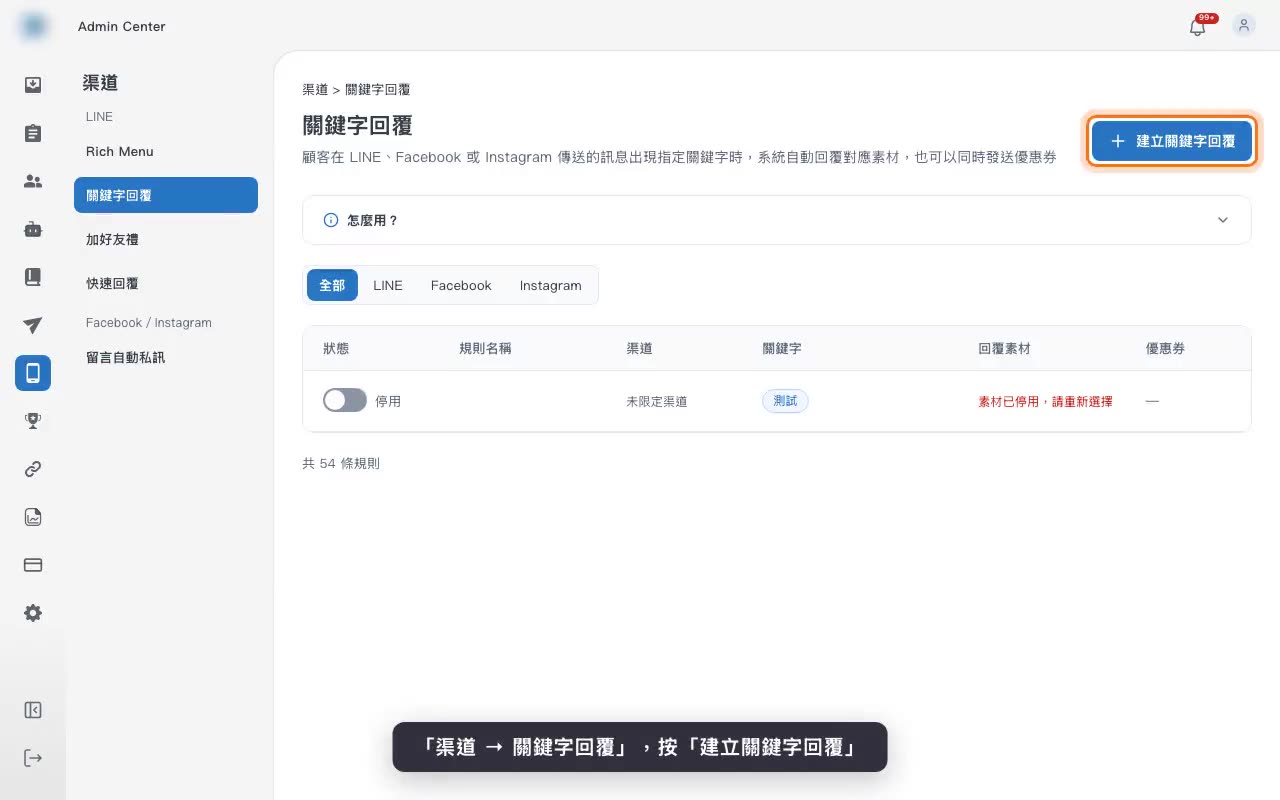 Admin Center
99+
渠道
LINE
Rich Menu
關鍵字回覆
加好友禮
快速回覆
Facebook / Instagram
留言自動私訊
渠道 > 關鍵字回覆
關鍵字回覆
顧客在 LINE、Facebook 或 Instagram 傳送的訊息出現指定關鍵字時，系統自動回覆對應素材，也可以同時發送優惠券
+ 建立關鍵字回覆
怎麼用？
全部 LINE Facebook Instagram
狀態 規則名稱 渠道 關鍵字 回覆素材 優惠券
停用 未限定渠道 測試 素材已停用，請重新選擇 —
共 54 條規則
「渠道 → 關鍵字回覆」，按「建立關鍵字回覆」